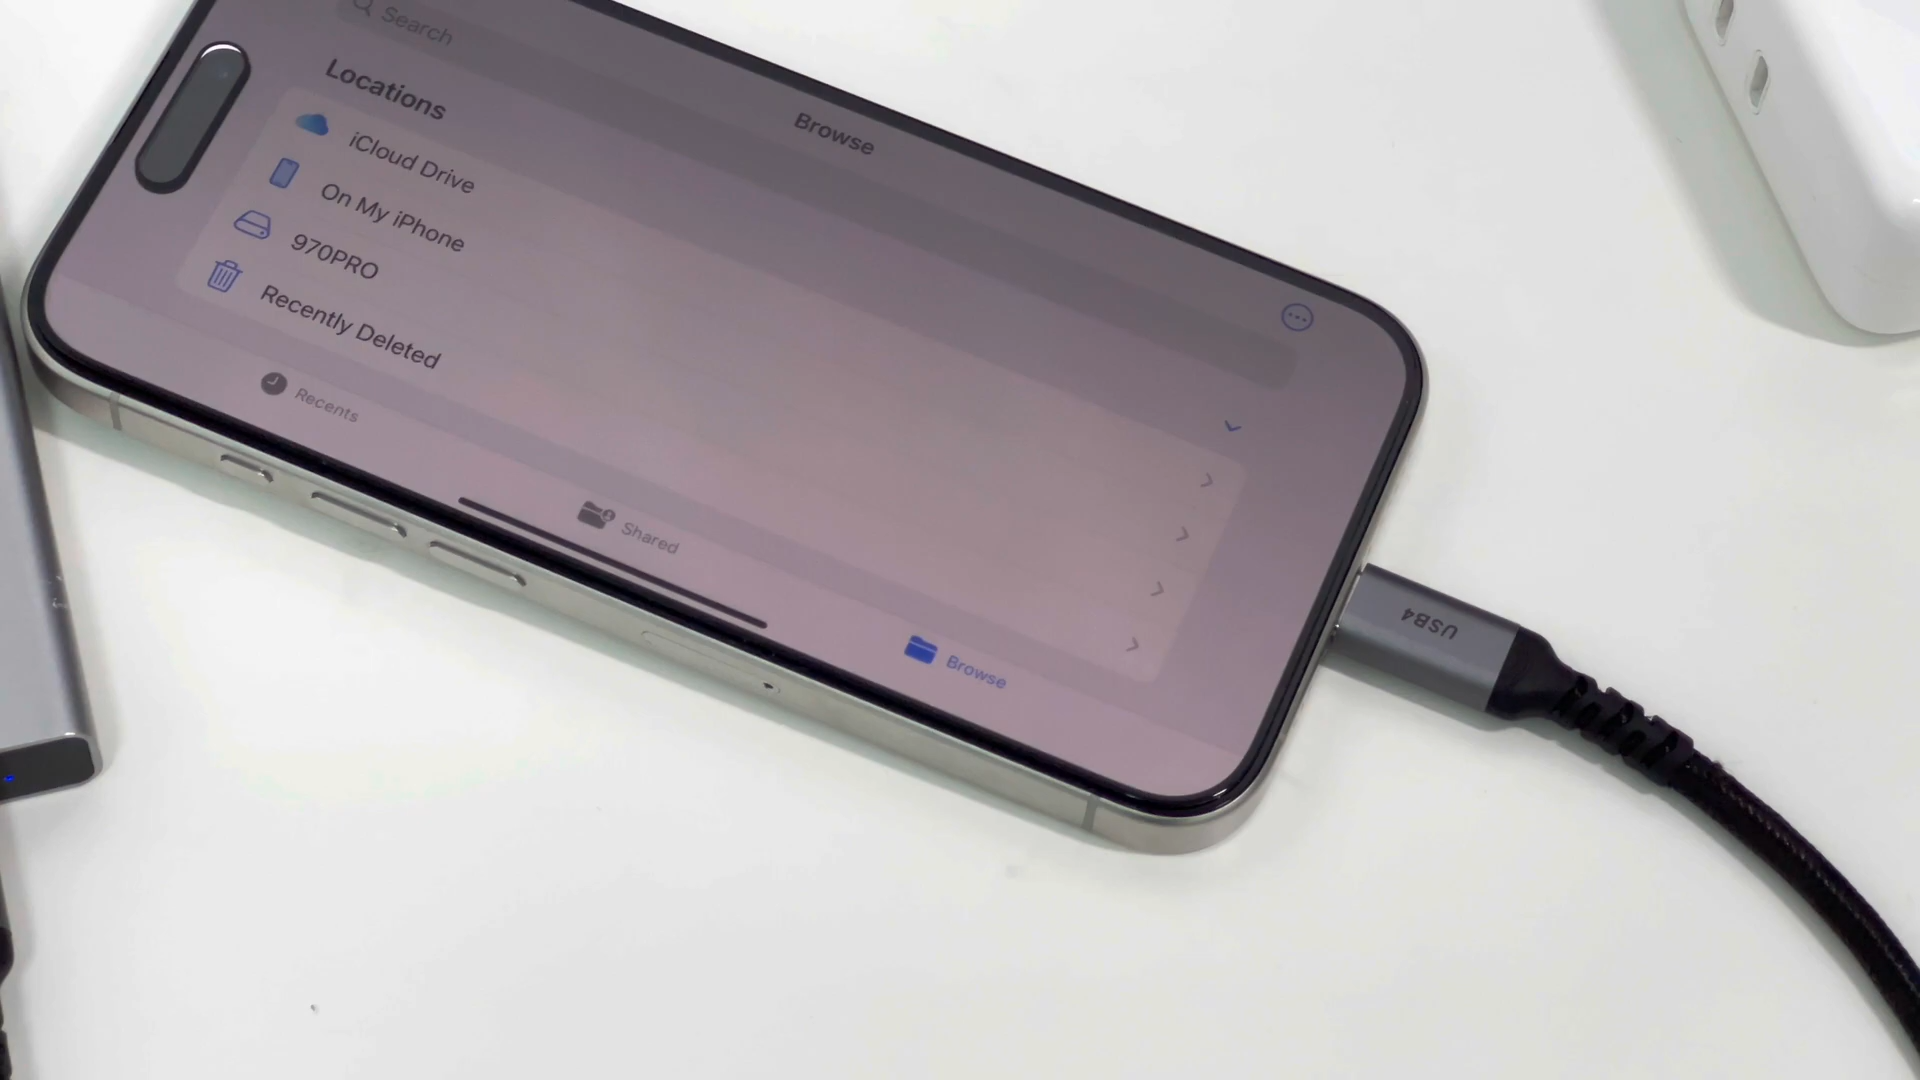 Search
Browse
Locations
iCloud Drive
On My iPhone
970PRO
Recently Deleted
Recents
Shared
Browse
USB4